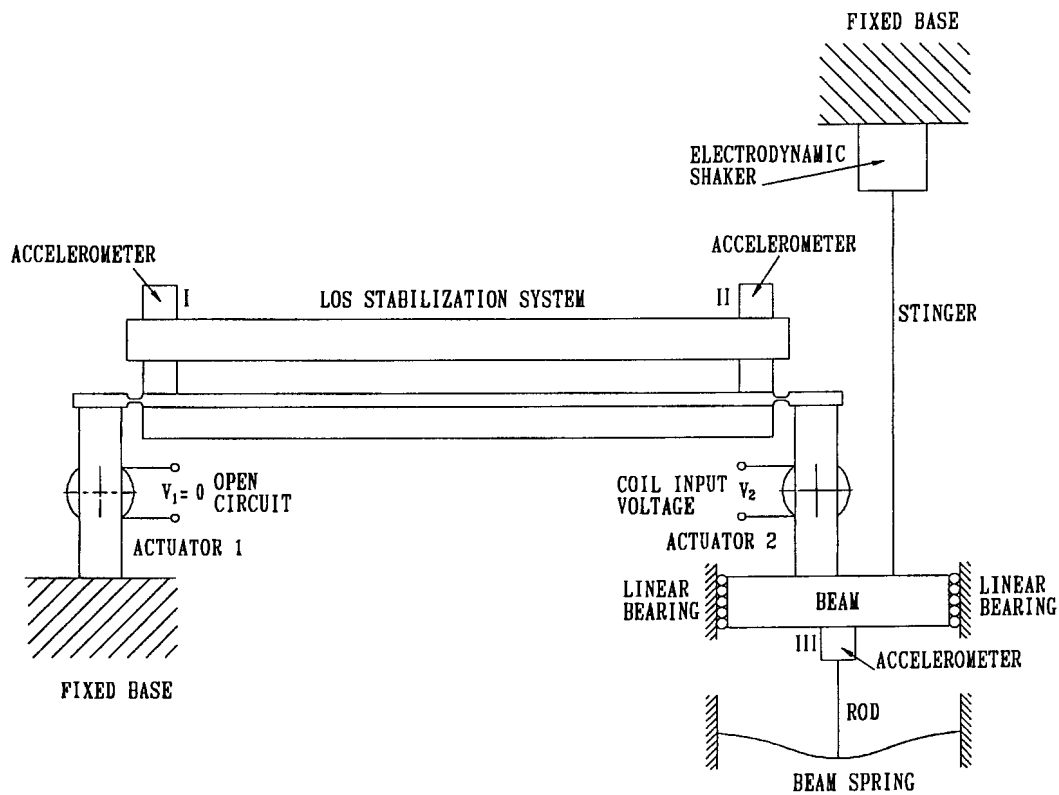 FIXED BASE
ELECTRODYNAMIC
SHAKER
ACCELEROMETER
I
LOS STABILIZATION SYSTEM
II
ACCELEROMETER
STINGER
V₁= 0 OPEN
CIRCUIT
ACTUATOR 1
COIL INPUT
VOLTAGE
V₂
ACTUATOR 2
FIXED BASE
LINEAR
BEARING
BEAM
LINEAR
BEARING
III
ACCELEROMETER
ROD
BEAM SPRING